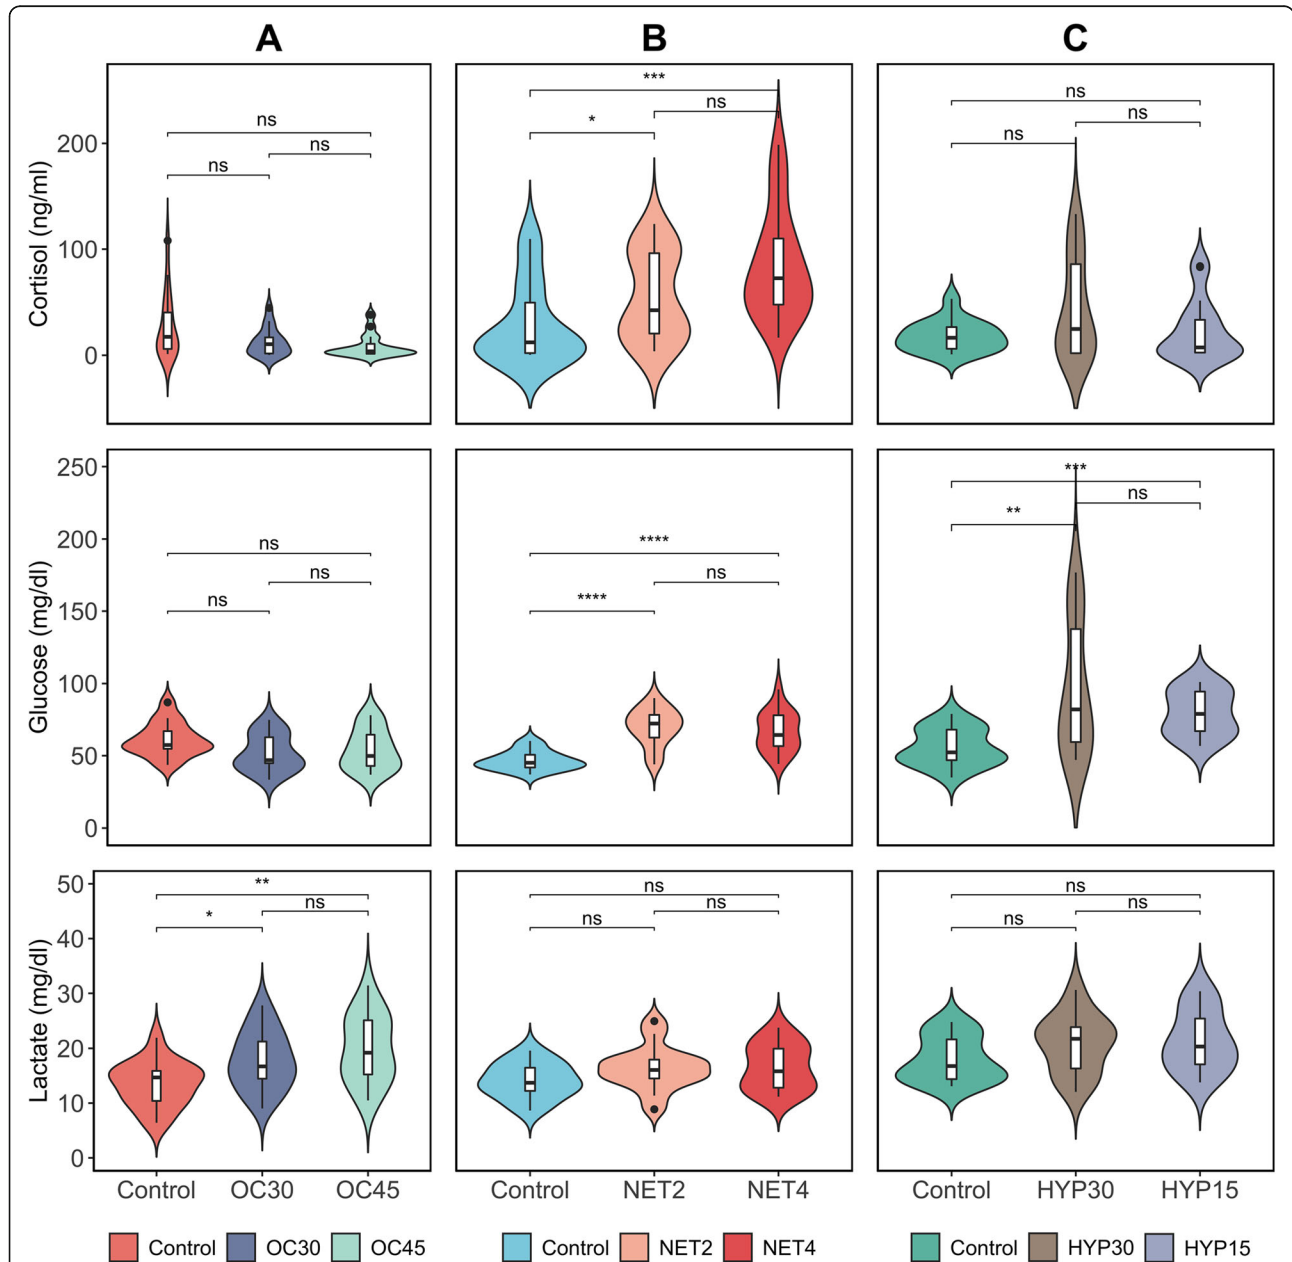 A B C
Cortisol (ng/ml)
200
100
0
ns
ns
ns
***
ns
*
ns
ns
ns
Glucose (mg/dl)
250
200
150
100
50
0
ns
ns
ns
****
ns
****
***
ns
**
Lactate (mg/dl)
50
40
30
20
10
0
**
ns
*
ns
ns
ns
ns
ns
ns
Control OC30 OC45 Control NET2 NET4 Control HYP30 HYP15
Control OC30 OC45 Control NET2 NET4 Control HYP30 HYP15